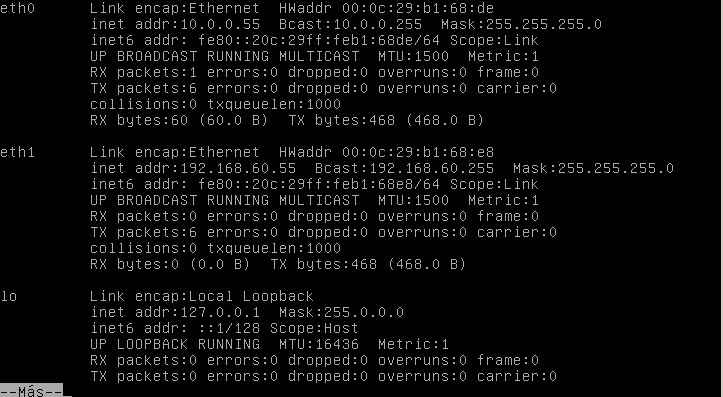 eth0      Link encap:Ethernet  HWaddr 00:0c:29:b1:68:de
          inet addr:10.0.0.55  Bcast:10.0.0.255  Mask:255.255.255.0
          inet6 addr: fe80::20c:29ff:feb1:68de/64 Scope:Link
          UP BROADCAST RUNNING MULTICAST  MTU:1500  Metric:1
          RX packets:1 errors:0 dropped:0 overruns:0 frame:0
          TX packets:6 errors:0 dropped:0 overruns:0 carrier:0
          collisions:0 txqueuelen:1000
          RX bytes:60 (60.0 B)  TX bytes:468 (468.0 B)

eth1      Link encap:Ethernet  HWaddr 00:0c:29:b1:68:e8
          inet addr:192.168.60.55  Bcast:192.168.60.255  Mask:255.255.255.0
          inet6 addr: fe80::20c:29ff:feb1:68e8/64 Scope:Link
          UP BROADCAST RUNNING MULTICAST  MTU:1500  Metric:1
          RX packets:0 errors:0 dropped:0 overruns:0 frame:0
          TX packets:6 errors:0 dropped:0 overruns:0 carrier:0
          collisions:0 txqueuelen:1000
          RX bytes:0 (0.0 B)  TX bytes:468 (468.0 B)

lo        Link encap:Local Loopback
          inet addr:127.0.0.1  Mask:255.0.0.0
          inet6 addr: ::1/128 Scope:Host
          UP LOOPBACK RUNNING  MTU:16436  Metric:1
          RX packets:0 errors:0 dropped:0 overruns:0 frame:0
          TX packets:0 errors:0 dropped:0 overruns:0 carrier:0
--Más--